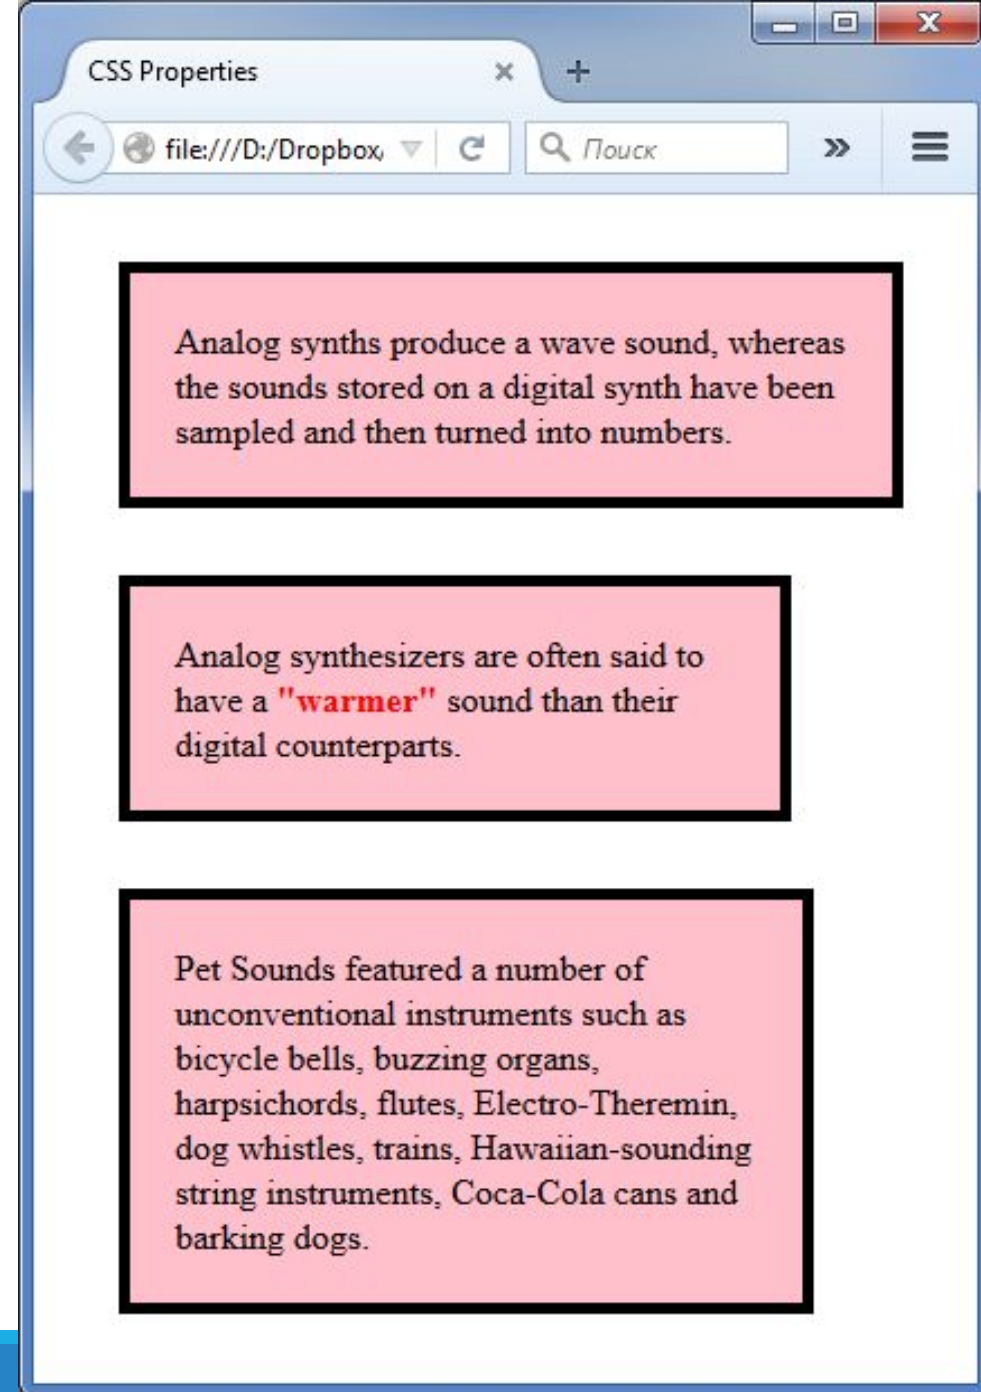 CSS Properties
file:///D:/Dropbox/
Поиск
Analog synths produce a wave sound, whereas
the sounds stored on a digital synth have been
sampled and then turned into numbers.
Analog synthesizers are often said to
have a "warmer" sound than their
digital counterparts.
Pet Sounds featured a number of
unconventional instruments such as
bicycle bells, buzzing organs,
harpsichords, flutes, Electro-Theremin,
dog whistles, trains, Hawaiian-sounding
string instruments, Coca-Cola cans and
barking dogs.